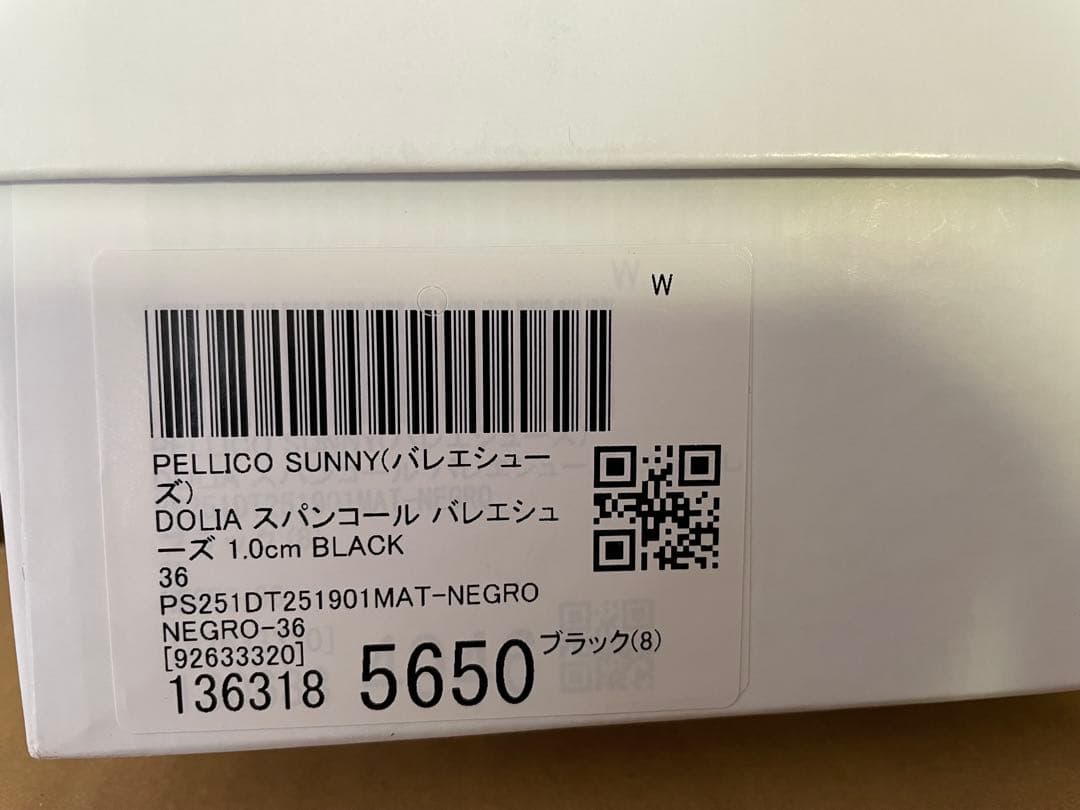 W
PELLICO SUNNY(バレエシュー
ズ)
DOLIA スパンコール バレエシュ
ーズ 1.0cm BLACK
36
PS251DT251901MAT-NEGRO
NEGRO-36
[92633320]
136318 5650 ブラック(8)